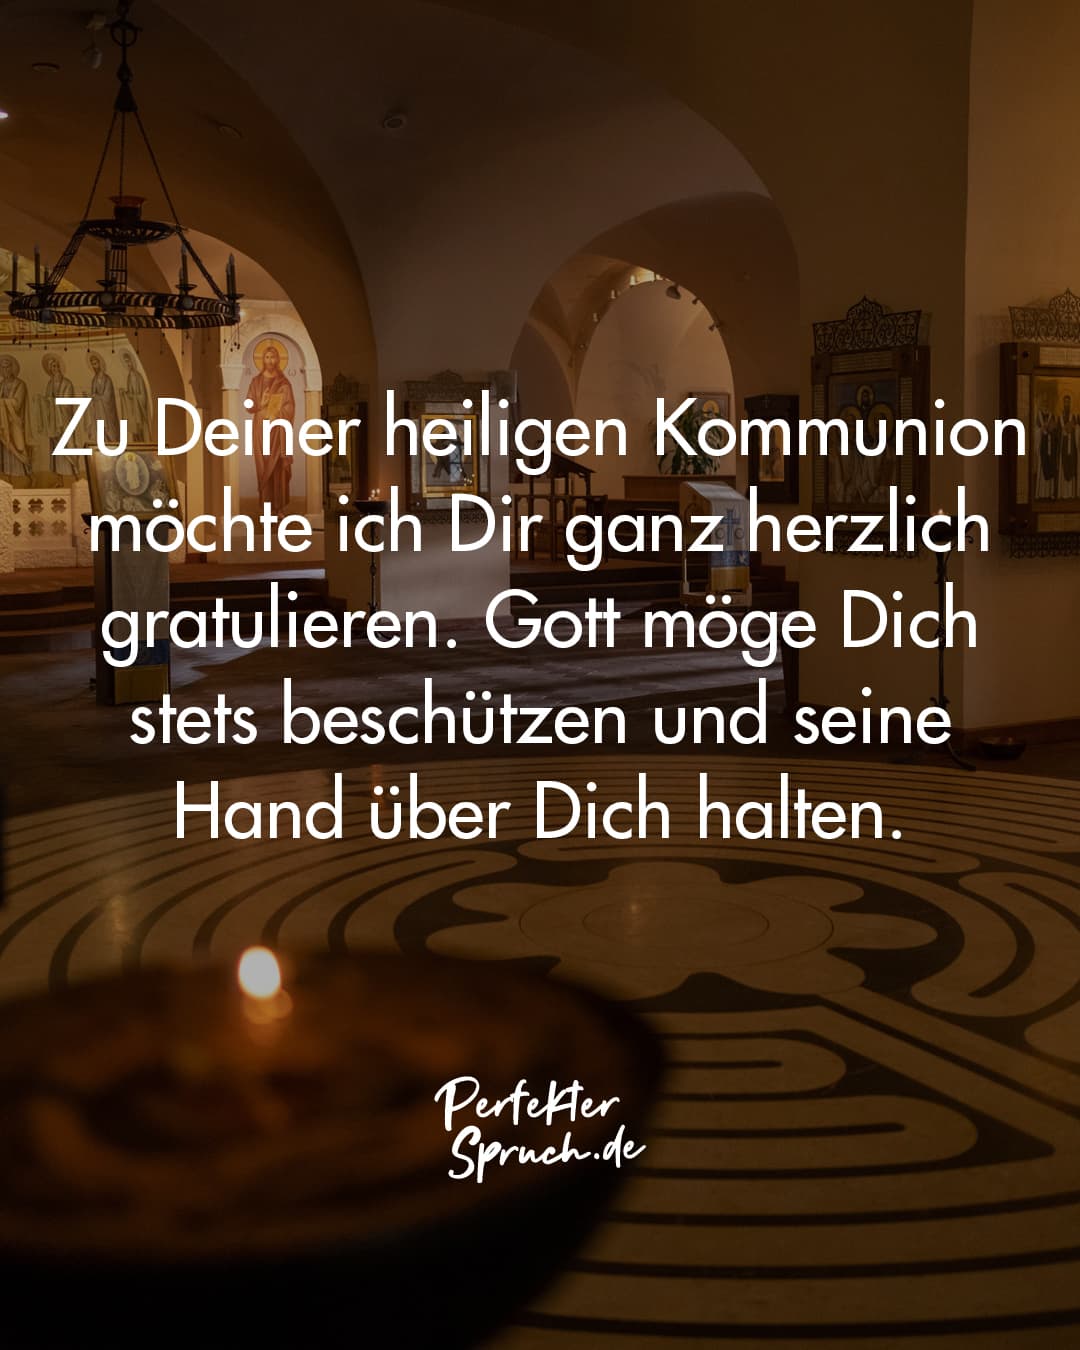 Zu Deiner heiligen Kommunion
möchte ich Dir ganz herzlich
gratulieren. Gott möge Dich
stets beschützen und seine
Hand über Dich halten.
Perfekter
Spruch.de